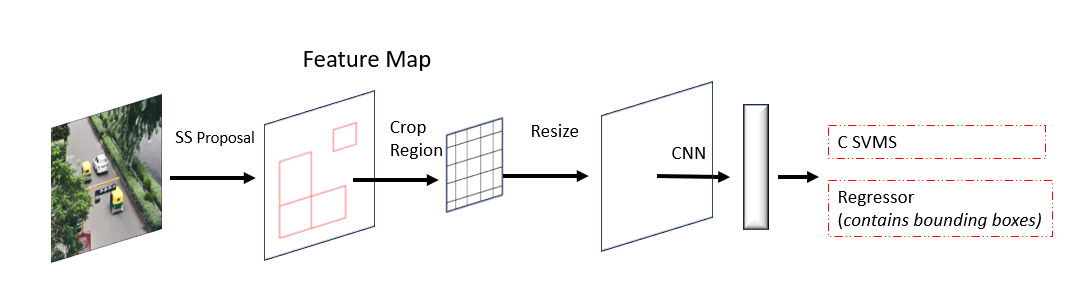 Feature Map
SS Proposal
Crop
Region
Resize
CNN
C SVMS
Regressor
(contains bounding boxes)